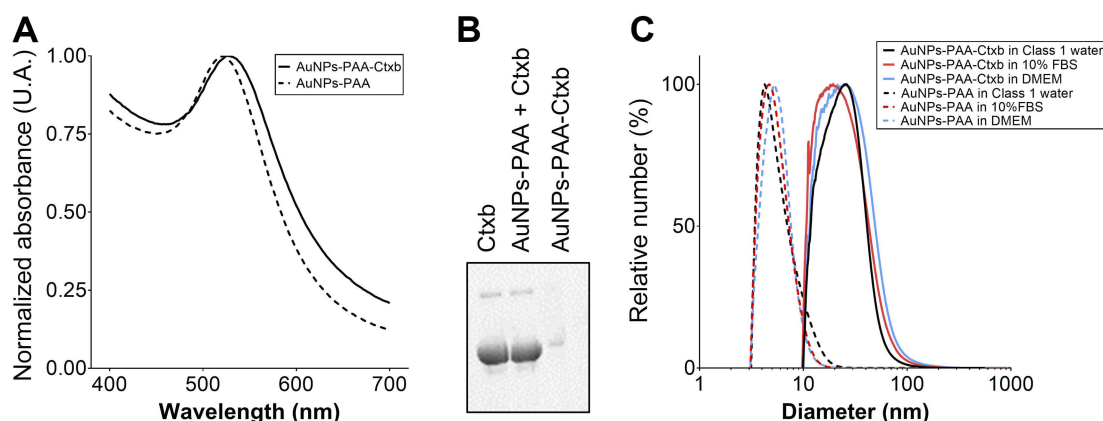 A
Normalized absorbance (U.A.)
1.00
0.75
0.50
0.25
0.00
400
500
600
700
Wavelength (nm)
AuNPs-PAA-Ctxb
AuNPs-PAA
B
Ctxb
AuNPs-PAA + Ctxb
AuNPs-PAA-Ctxb
C
Relative number (%)
100
50
0
1
10
100
1000
Diameter (nm)
AuNPs-PAA-Ctxb in Class 1 water
AuNPs-PAA-Ctxb in 10% FBS
AuNPs-PAA-Ctxb in DMEM
AuNPs-PAA in Class 1 water
AuNPs-PAA in 10%FBS
AuNPs-PAA in DMEM